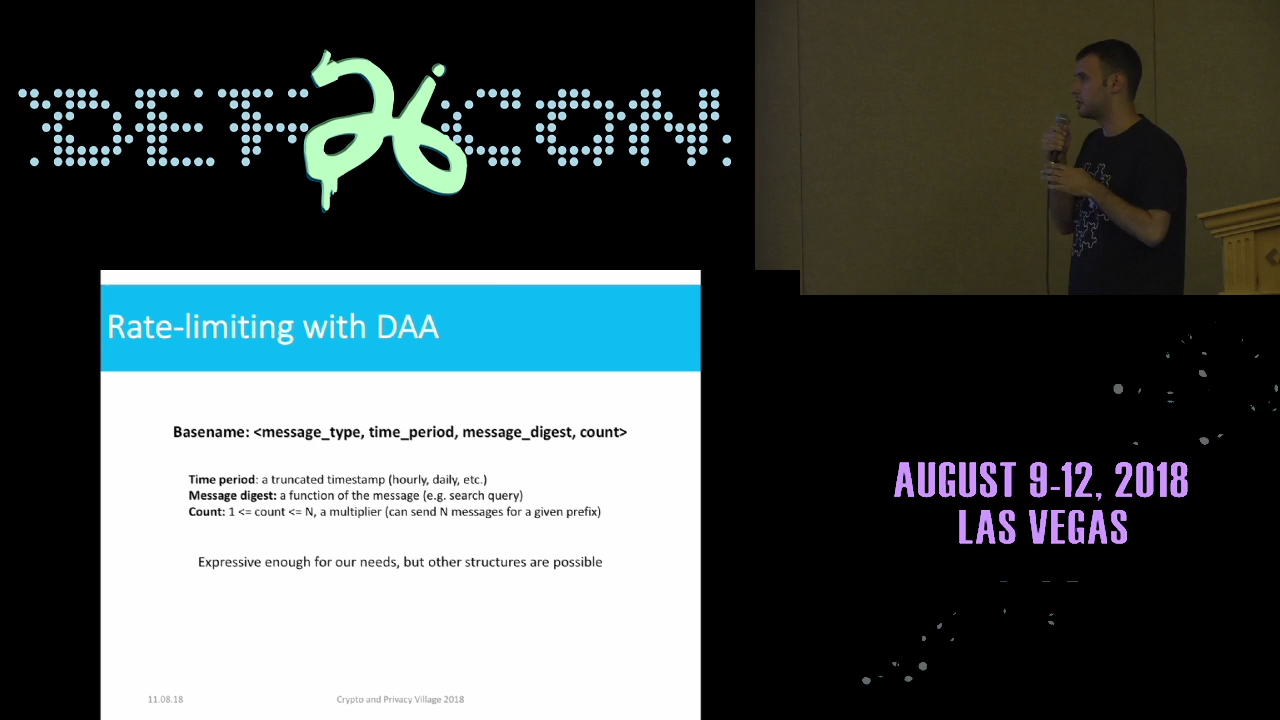 DEF CON 26
Rate-limiting with DAA
Basename: <message_type, time_period, message_digest, count>
Time period: a truncated timestamp (hourly, daily, etc.)
Message digest: a function of the message (e.g. search query)
Count: 1 <= count <= N, a multiplier (can send N messages for a given prefix)
Expressive enough for our needs, but other structures are possible
11.08.18
Crypto and Privacy Village 2018
AUGUST 9-12, 2018
LAS VEGAS